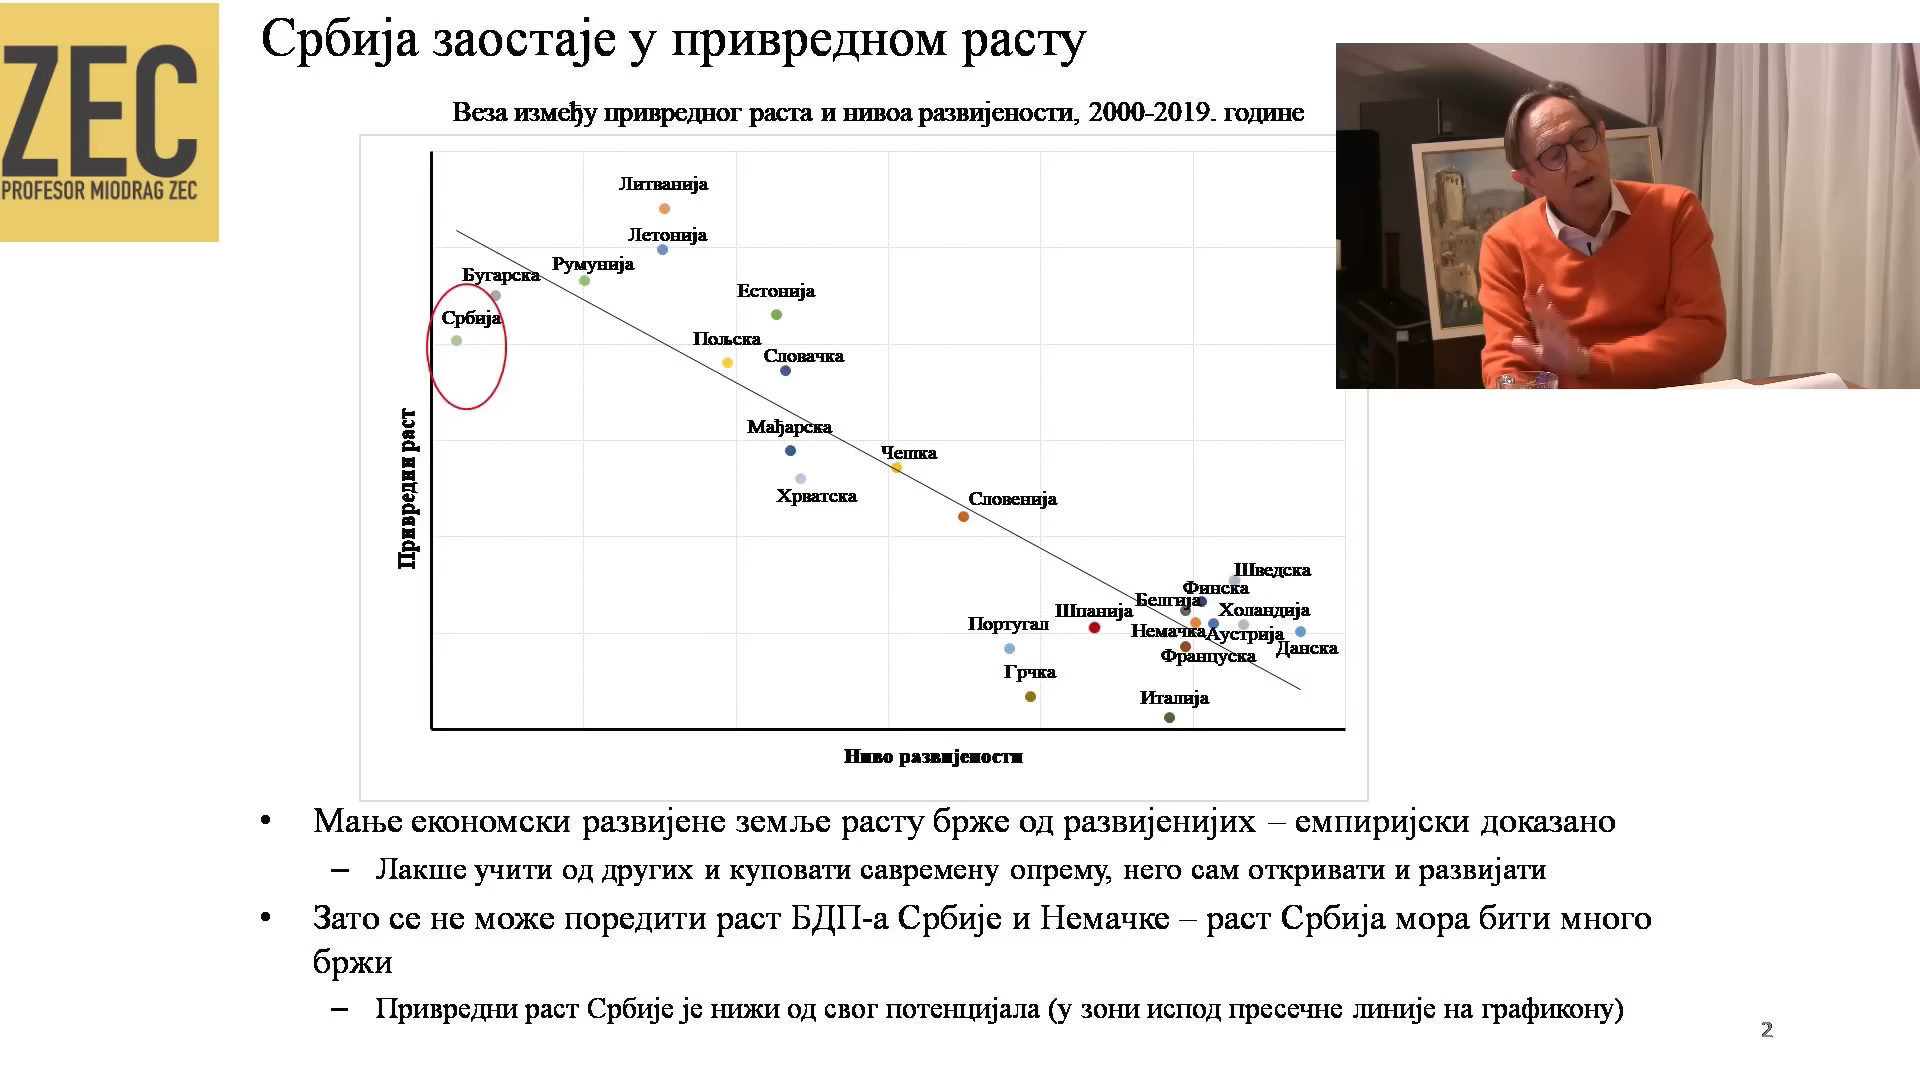 ZEC
PROFESOR MIODRAG ZEC
Србија заостаје у привредном расту
Веза између привредног раста и нивоа развијености, 2000-2019. године
Литванија
Летонија
Румунија
Бугарска
Србија
Естонија
Пољска
Словачка
Мађарска
Хрватска
Чешка
Словенија
Шведска
Финска
Белгија
Холандија
Шпанија
Португал
Немачка
Аустрија
Данска
Француска
Грчка
Италија
Привредни раст
Ниво развијености
• Мање економски развијене земље расту брже од развијенијих – емпиријски доказано
– Лакше учити од других и куповати савремену опрему, него сам откривати и развијати
• Зато се не може поредити раст БДП-а Србије и Немачке – раст Србија мора бити много
бржи
– Привредни раст Србије је нижи од свог потенцијала (у зони испод пресечне линије на графикону)
2